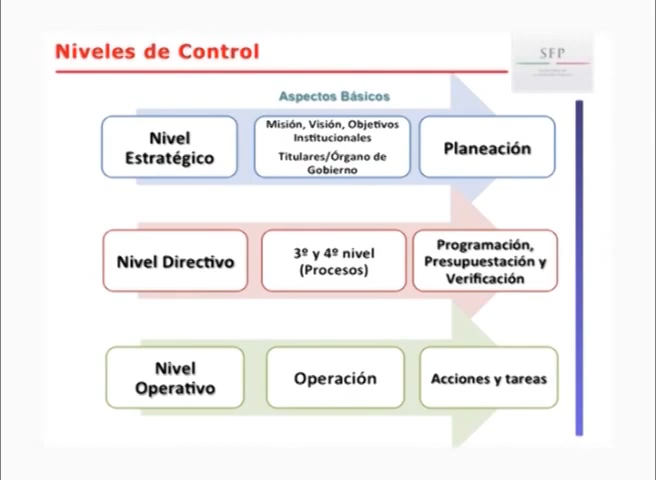 Niveles de Control
SFP
Aspectos Básicos
Nivel
Estratégico
Misión, Visión, Objetivos
Institucionales
Titulares/Órgano de
Gobierno
Planeación
Nivel Directivo
3º y 4º nivel
(Procesos)
Programación,
Presupuestación y
Verificación
Nivel
Operativo
Operación
Acciones y tareas